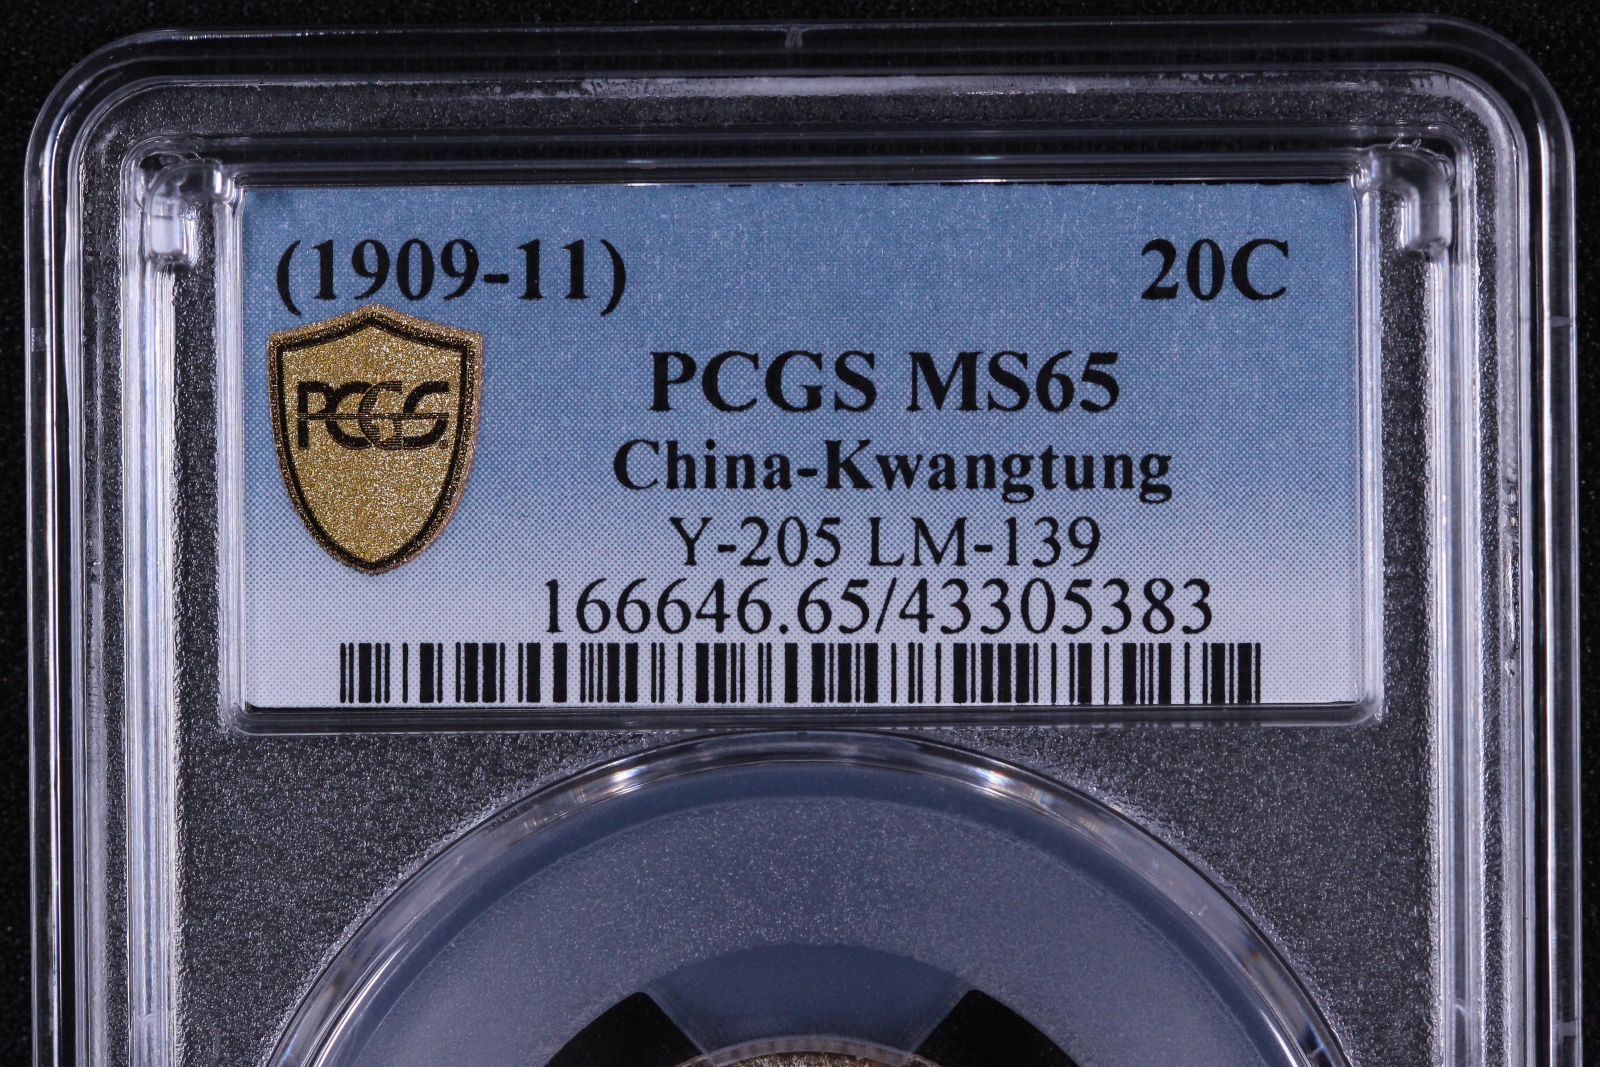 (1909-11) 20C
PCGS
PCGS MS65
China-Kwangtung
Y-205 LM-139
166646.65/43305383